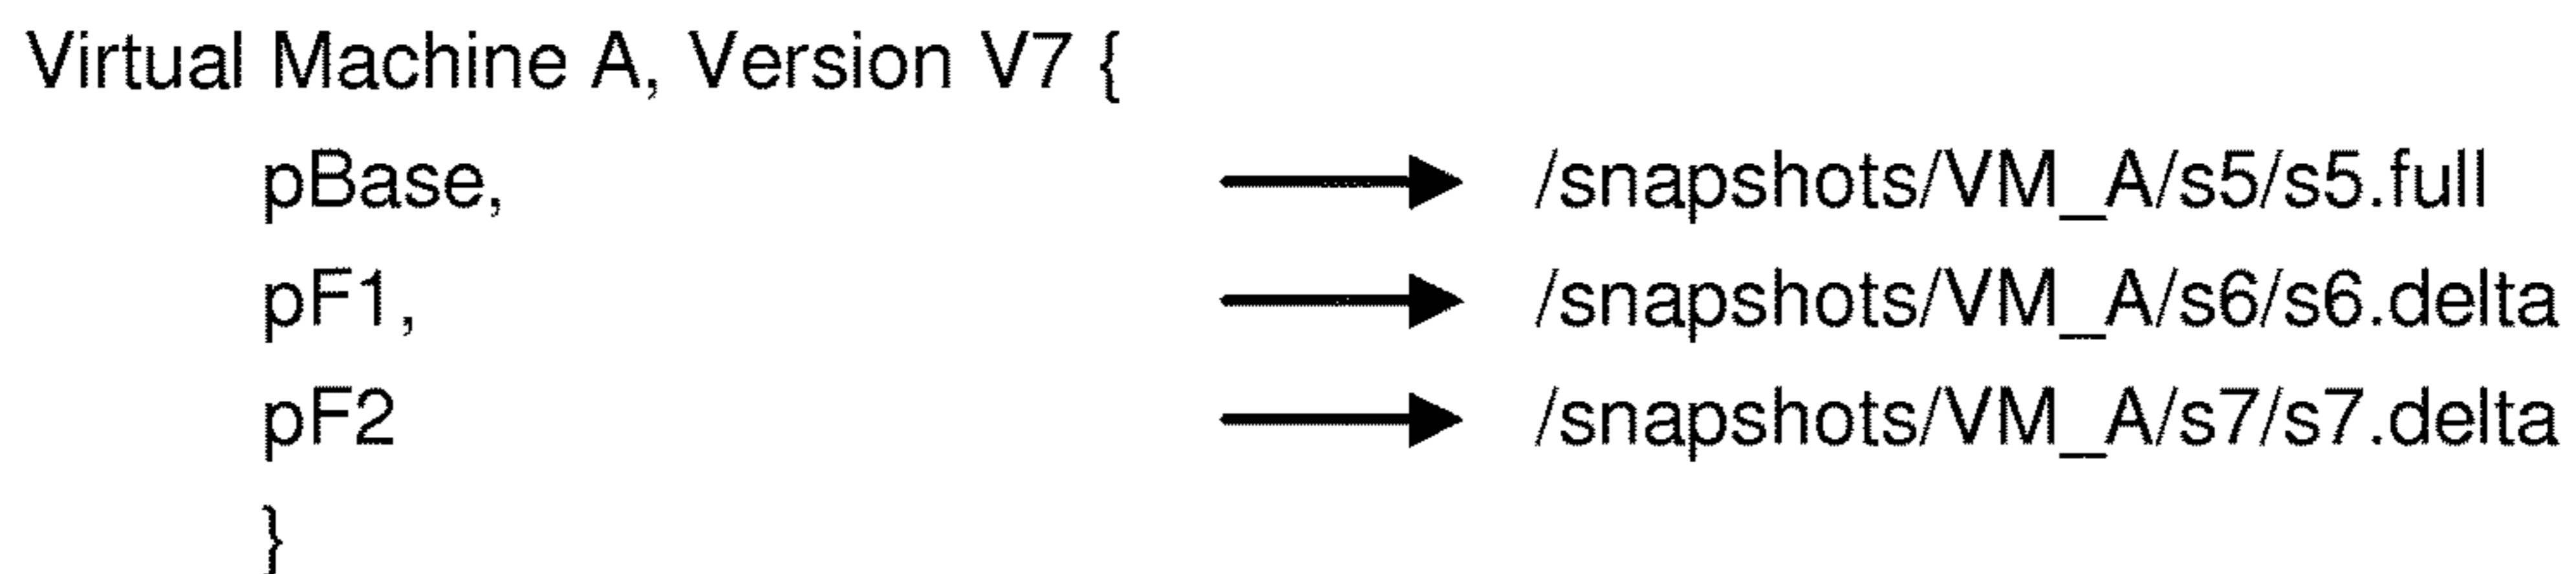 Virtual Machine A, Version V7 {
pBase, /snapshots/VM_A/s5/s5.full
pF1, /snapshots/VM_A/s6/s6.delta
pF2 /snapshots/VM_A/s7/s7.delta
}